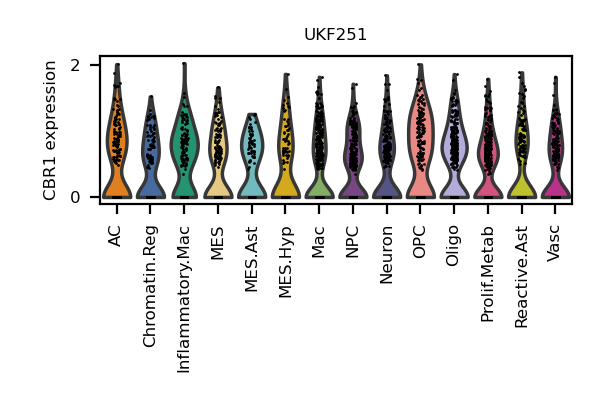 UKF251
CBR1 expression
2
0
AC
Chromatin.Reg
Inflammatory.Mac
MES
MES.Ast
MES.Hyp
Mac
NPC
Neuron
OPC
Oligo
Prolif.Metab
Reactive.Ast
Vasc